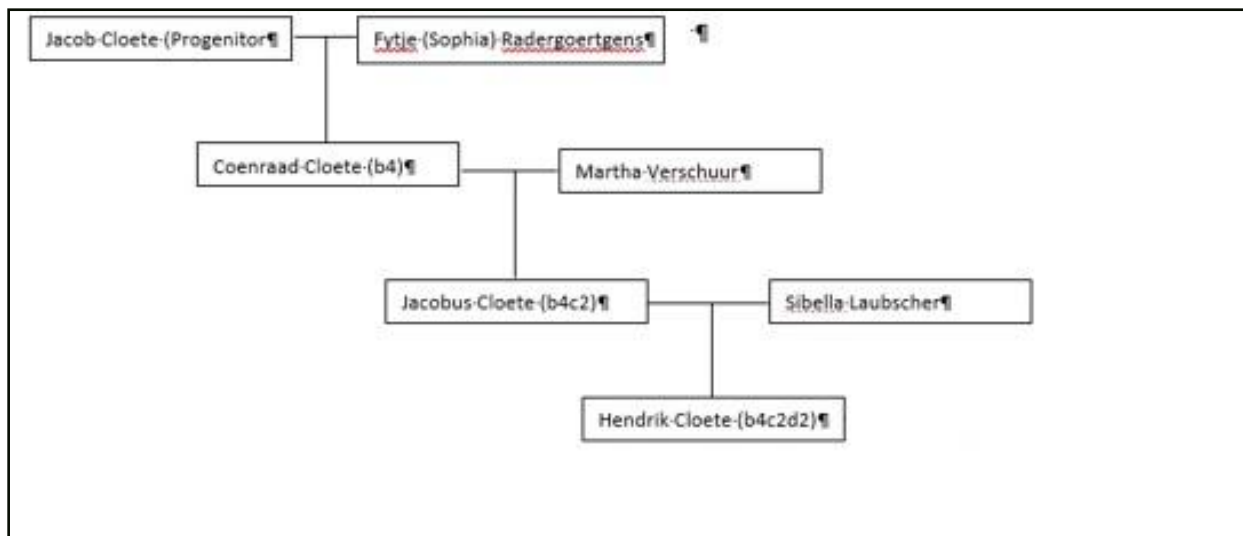 Jacob·Cloete·(Progenitor¶
Fytje·(Sophia)·Radergoertgens¶ ·¶
Coenraad·Cloete·(b4)¶
Martha·Verschuur¶
Jacobus·Cloete·(b4c2)¶
Sibella·Laubscher¶
Hendrik·Cloete·(b4c2d2)¶